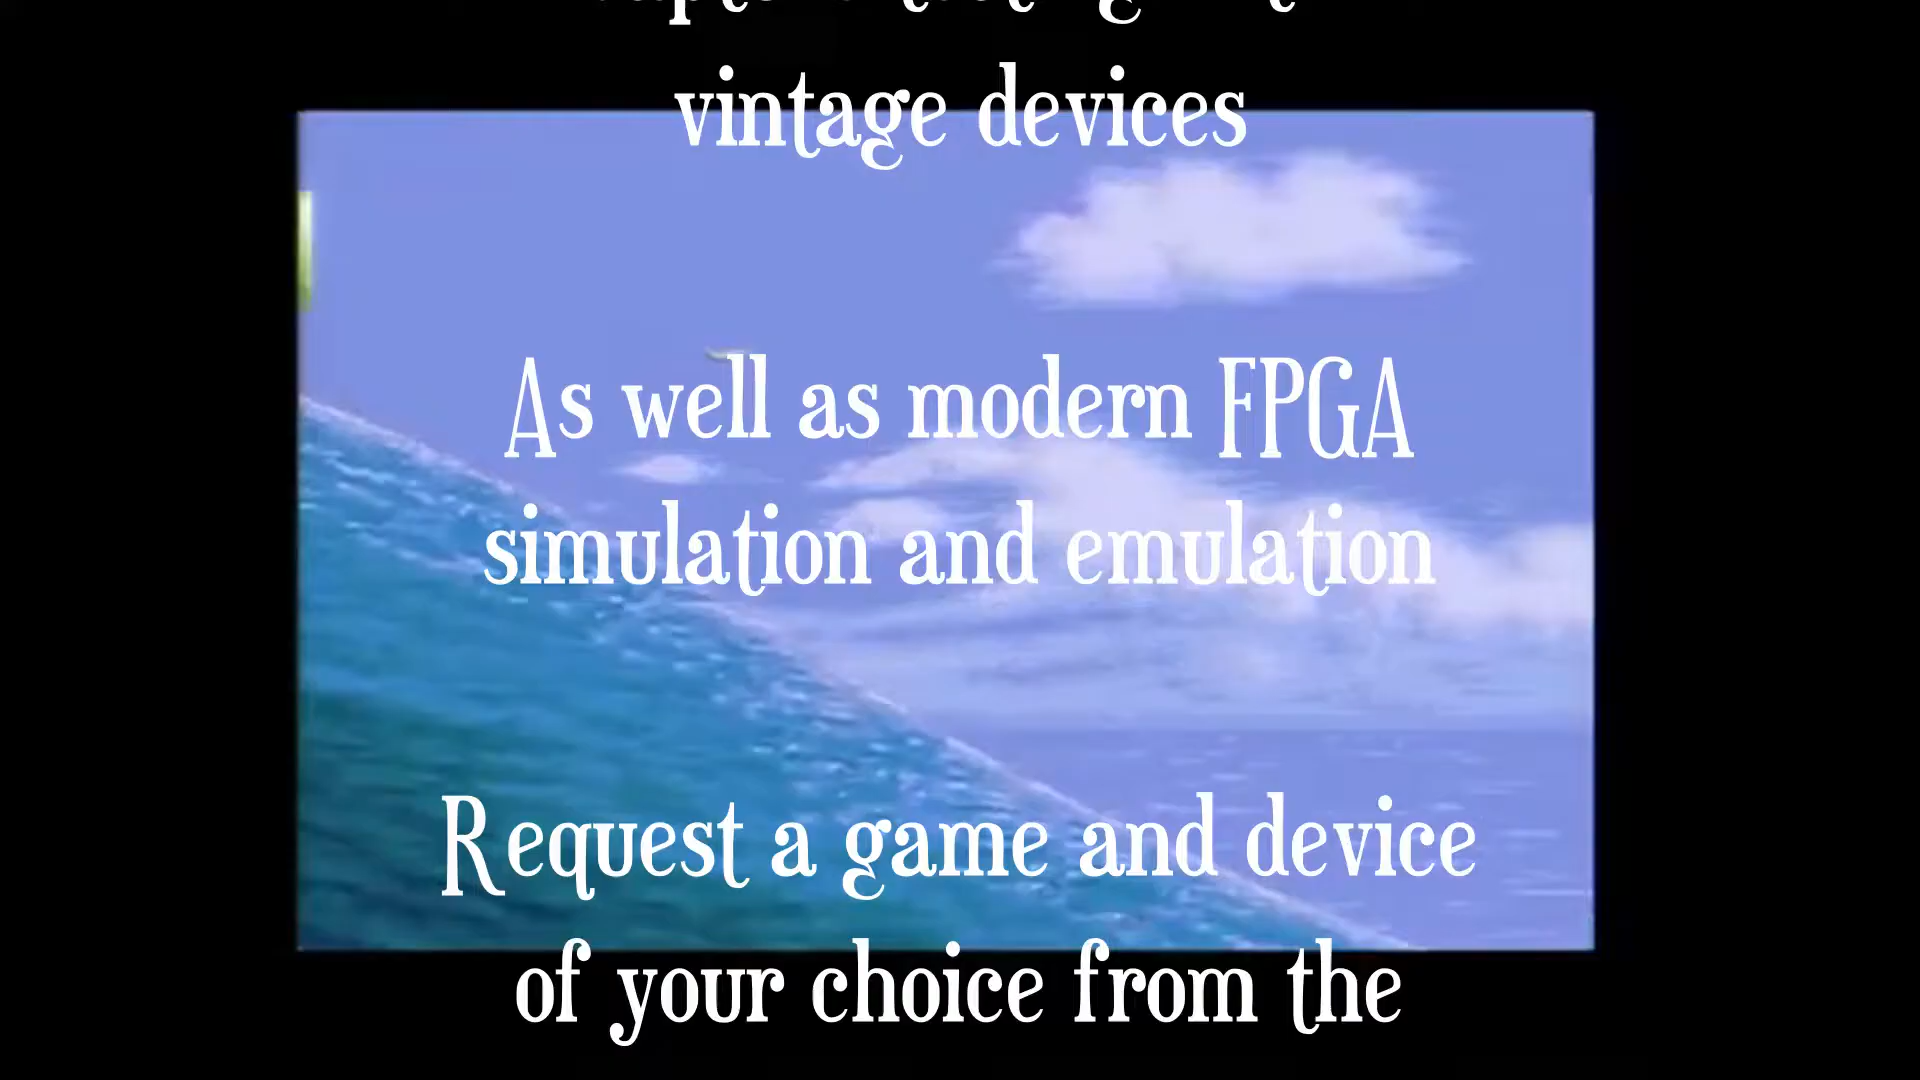 vintage devices
As well as modern FPGA
simulation and emulation
Request a game and device
of your choice from the